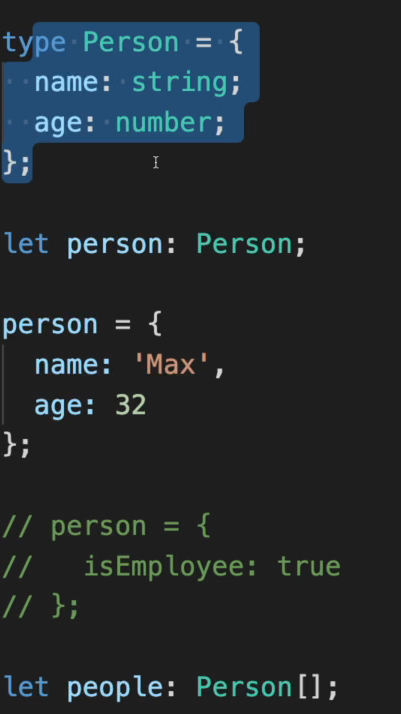 type Person = {
  name: string;
  age: number;
};
let person: Person;
person = {
  name: 'Max',
  age: 32
};
// person = {
//   isEmployee: true
// };
let people: Person[];